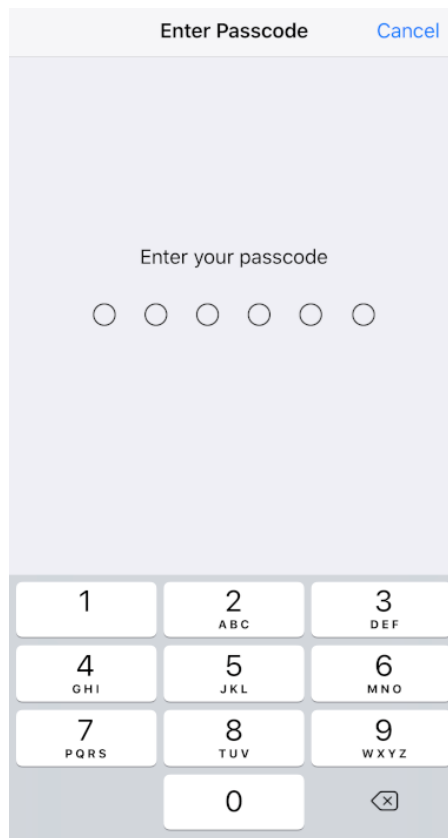 Enter Passcode Cancel
Enter your passcode
1 2 3
ABC DEF
4 5 6
GHI JKL MNO
7 8 9
PQRS TUV WXYZ
0